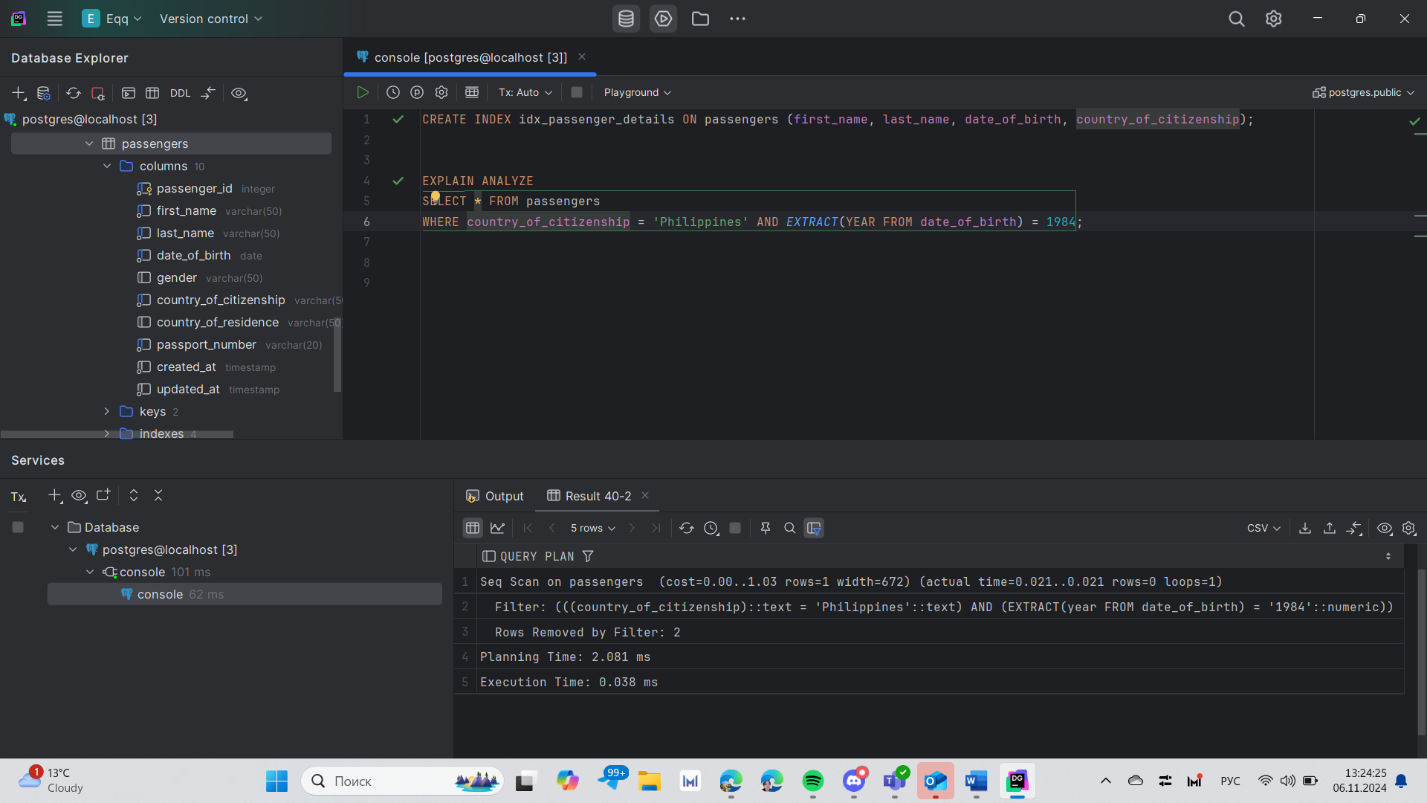 E Eqq Version control
Database Explorer
console [postgres@localhost [3]]
DDL
Tx: Auto
Playground
postgres.public
postgres@localhost [3]
passengers
columns 10
passenger_id integer
first_name varchar(50)
last_name varchar(50)
date_of_birth date
gender varchar(50)
country_of_citizenship varchar(5
country_of_residence varchar(50
passport_number varchar(20)
created_at timestamp
updated_at timestamp
keys 2
indexes 4
1 CREATE INDEX idx_passenger_details ON passengers (first_name, last_name, date_of_birth, country_of_citizenship);
2
3
4 EXPLAIN ANALYZE
5 SELECT * FROM passengers
6 WHERE country_of_citizenship = 'Philippines' AND EXTRACT(YEAR FROM date_of_birth) = 1984;
7
8
9
Services
Tx
Database
postgres@localhost [3]
console 101 ms
console 62 ms
Output
Result 40-2
5 rows
CSV
QUERY PLAN
1 Seq Scan on passengers  (cost=0.00..1.03 rows=1 width=672) (actual time=0.021..0.021 rows=0 loops=1)
2 Filter: (((country_of_citizenship)::text = 'Philippines'::text) AND (EXTRACT(year FROM date_of_birth) = '1984'::numeric))
3 Rows Removed by Filter: 2
4 Planning Time: 2.081 ms
5 Execution Time: 0.038 ms
1
13°C
Cloudy
Поиск
99+
DG
РУС
13:24:25
06.11.2024